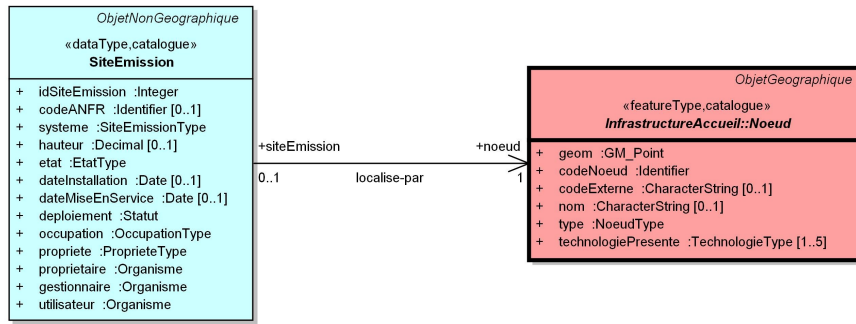 ObjetNonGeographique
«dataType,catalogue»
SiteEmission
+ idSiteEmission :Integer
+ codeANFR :Identifier [0..1]
+ systeme :SiteEmissionType
+ hauteur :Decimal [0..1]
+ etat :EtatType
+ dateInstallation :Date [0..1]
+ dateMiseEnService :Date [0..1]
+ deploiement :Statut
+ occupation :OccupationType
+ propriete :ProprieteType
+ proprietaire :Organisme
+ gestionnaire :Organisme
+ utilisateur :Organisme
+siteEmission +noeud
0..1 localise-par 1
ObjetGeographique
«featureType,catalogue»
InfrastructureAccueil::Noeud
+ geom :GM_Point
+ codeNoeud :Identifier
+ codeExterne :CharacterString [0..1]
+ nom :CharacterString [0..1]
+ type :NoeudType
+ technologiePresente :TechnologieType [1..5]